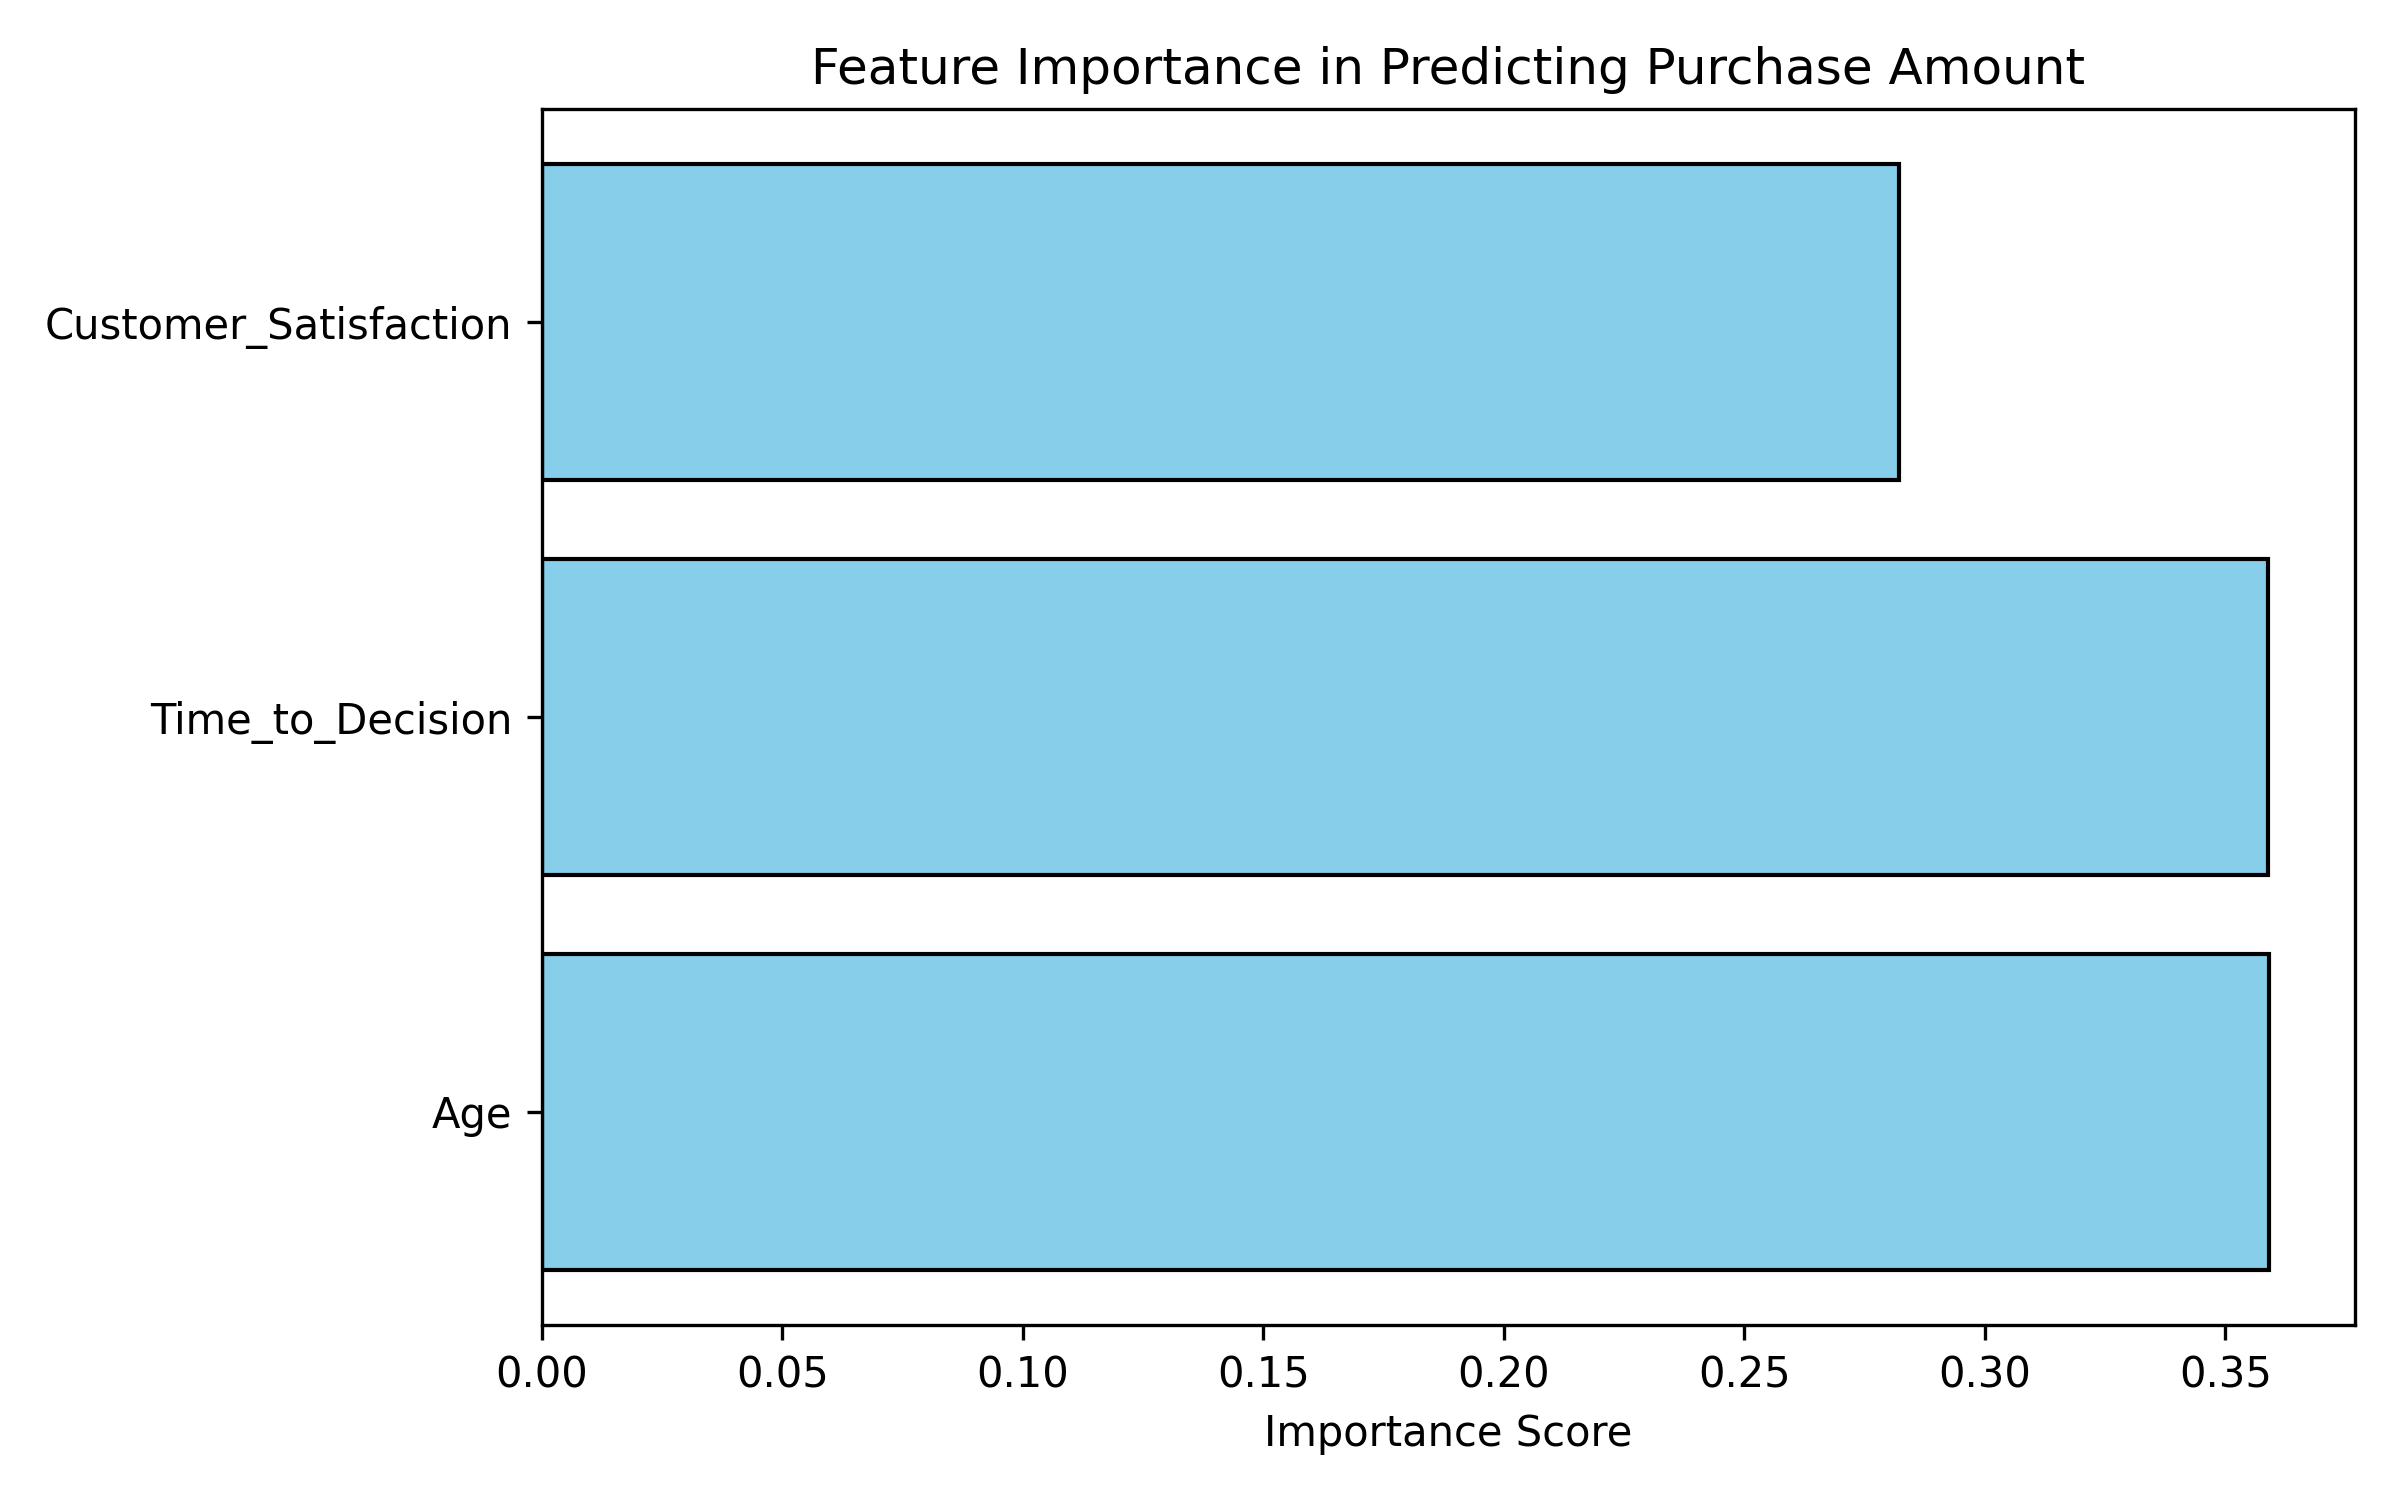 Feature Importance in Predicting Purchase Amount
Customer_Satisfaction
Time_to_Decision
Age
0.00 0.05 0.10 0.15 0.20 0.25 0.30 0.35
Importance Score